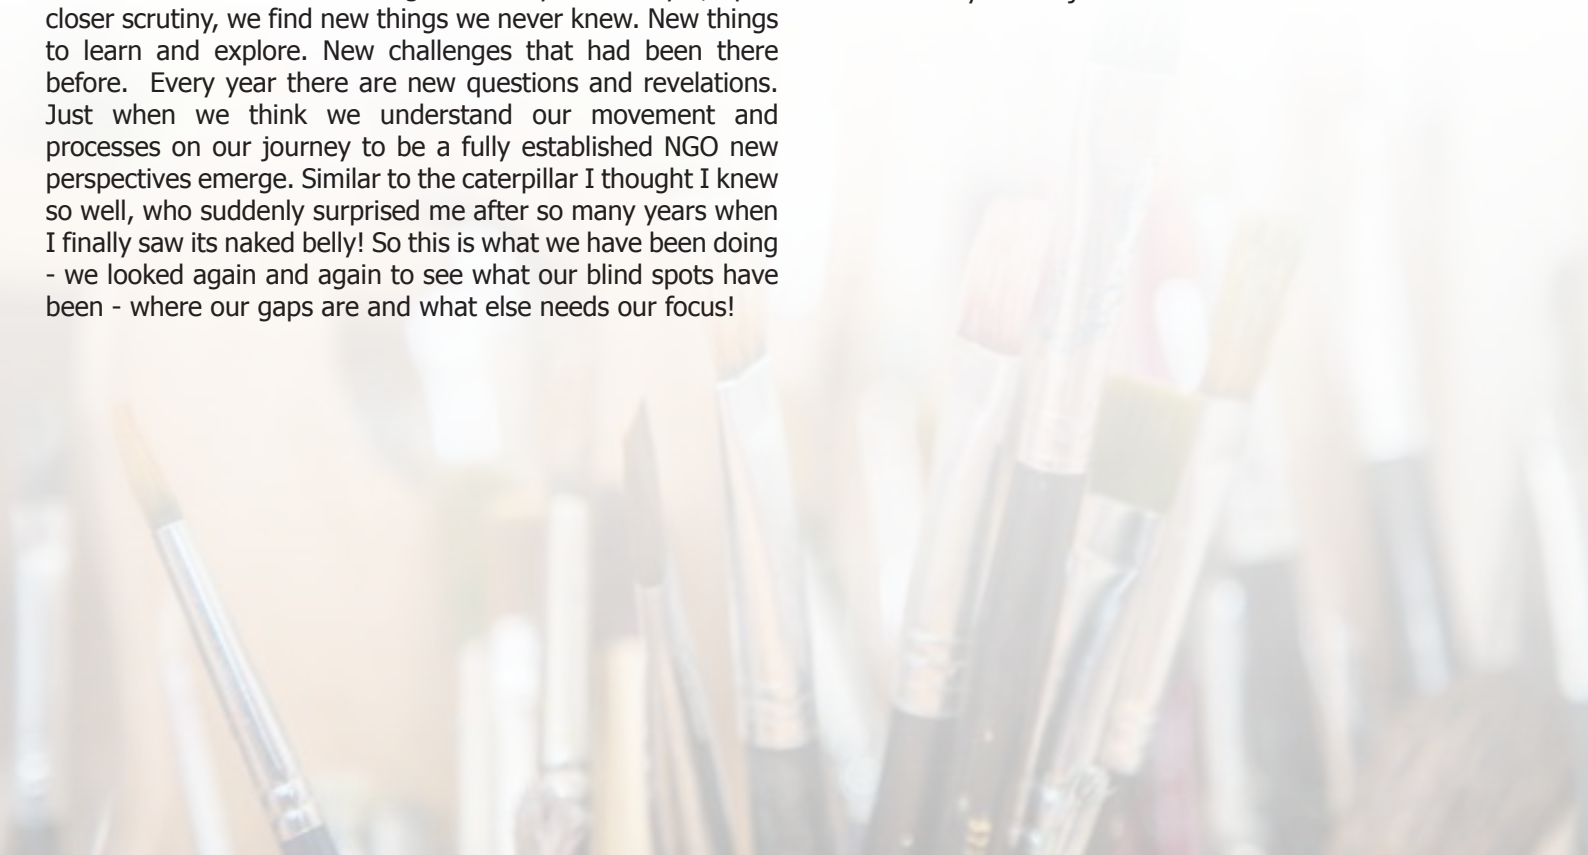 closer scrutiny, we find new things we never knew. New things
to learn and explore. New challenges that had been there
before.  Every year there are new questions and revelations.
Just when we think we understand our movement and
processes on our journey to be a fully established NGO new
perspectives emerge. Similar to the caterpillar I thought I knew
so well, who suddenly surprised me after so many years when
I finally saw its naked belly! So this is what we have been doing
- we looked again and again to see what our blind spots have
been - where our gaps are and what else needs our focus!